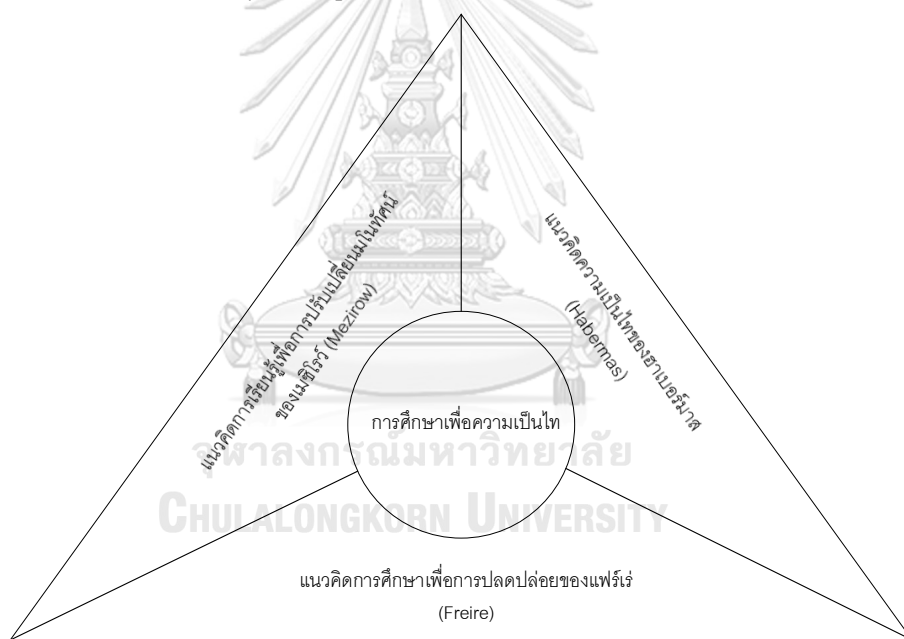 แนวคิดการเรียนรู้เพื่อการปรับเปลี่ยนมโนทัศน์
ของเมซิโรว์ (Mezirow)
แนวคิดความเป็นไทของฮาเบอร์มาส
(Habermas)
การศึกษาเพื่อความเป็นไท
จุฬาลงกรณ์มหาวิทยาลัย
CHULALONGKORN UNIVERSITY
แนวคิดการศึกษาเพื่อการปลดปล่อยของแฟร์เร่
(Freire)